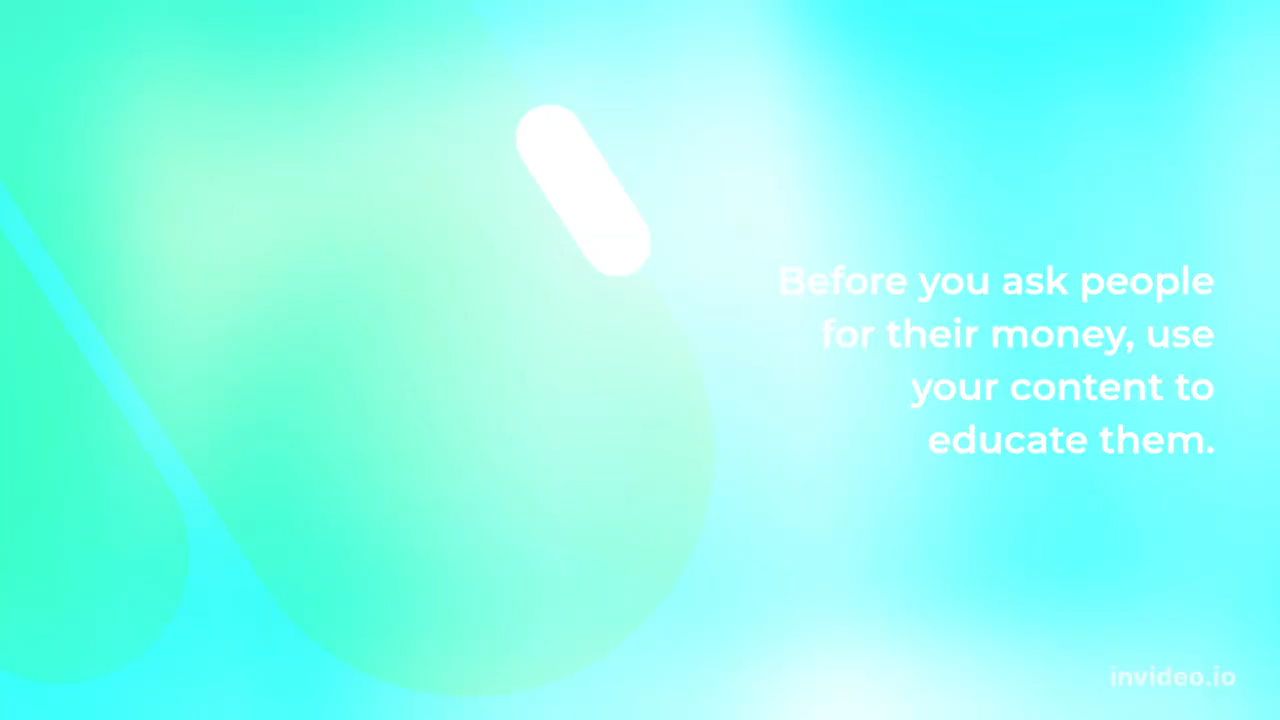 Before you ask people
for their money, use
your content to
educate them.
invideo.io